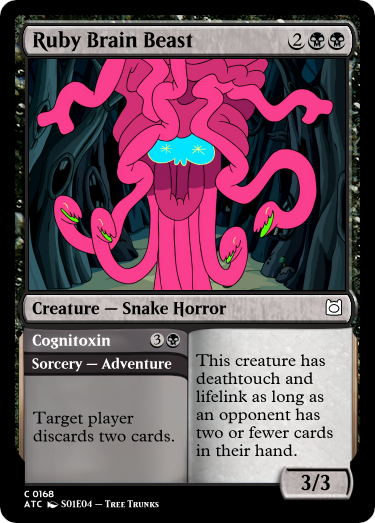 Ruby Brain Beast 2
Creature — Snake Horror
Cognitoxin 3
Sorcery — Adventure
Target player
discards two cards.
This creature has
deathtouch and
lifelink as long as
an opponent has
two or fewer cards
in their hand.
3/3
C 0168
ATC S01E04 – Tree Trunks